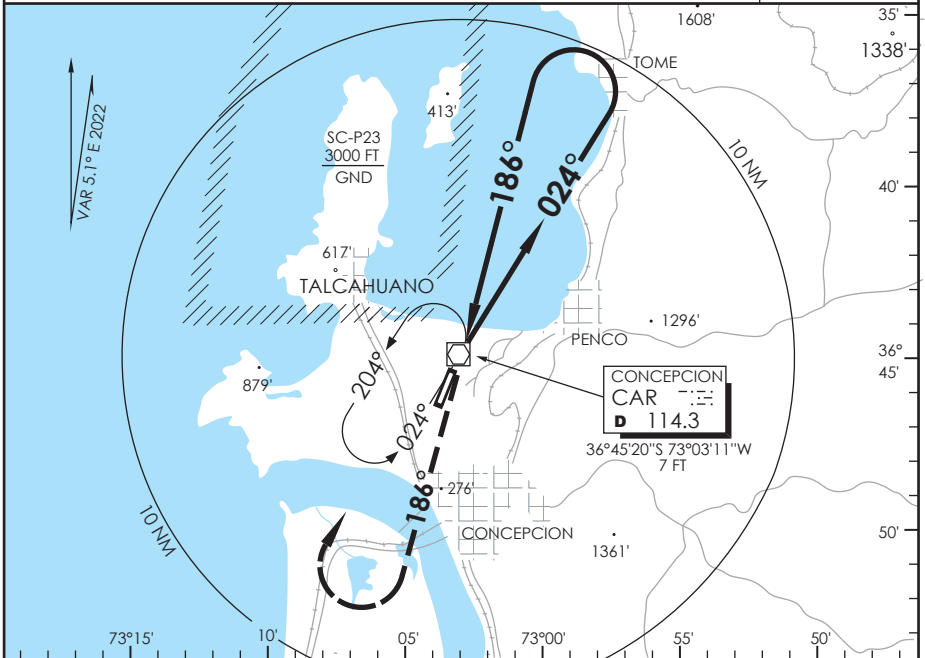 1608'
35'
1338'
TOME
413'
VAR 5.1° E 2022
SC-P23
3000 FT
GND
10 NM
186°
024°
40'
617'
TALCAHUANO
1296'
PENCO
36°
45'
204°
879'
CONCEPCION
CAR
D 114.3
36°45'20"S 73°03'11"W
7 FT
024°
186°
276'
10 NM
CONCEPCION
1361'
50'
73°15'
10'
05'
73°00'
55'
50'